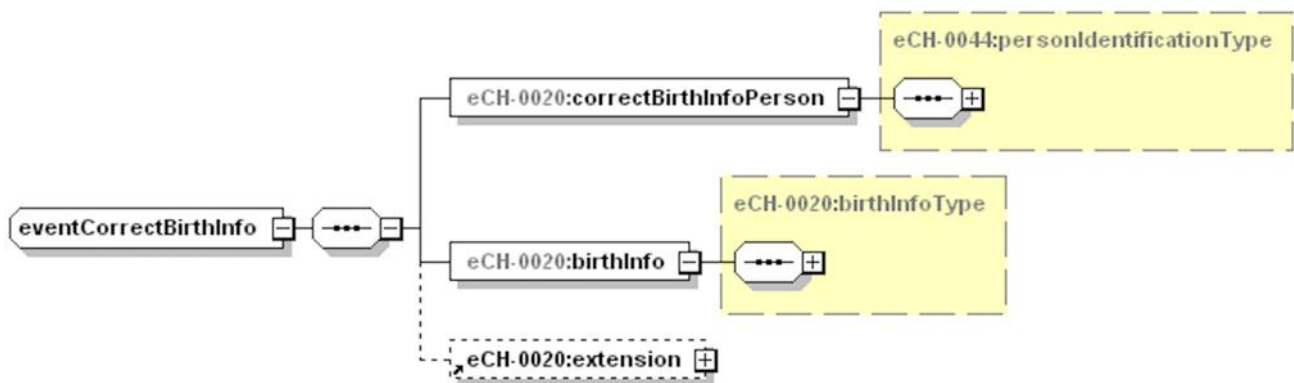 eCH-0044:personIdentificationType
eCH-0020:correctBirthInfoPerson
eCH-0020:birthInfoType
eventCorrectBirthInfo
eCH-0020:birthInfo
eCH-0020:extension